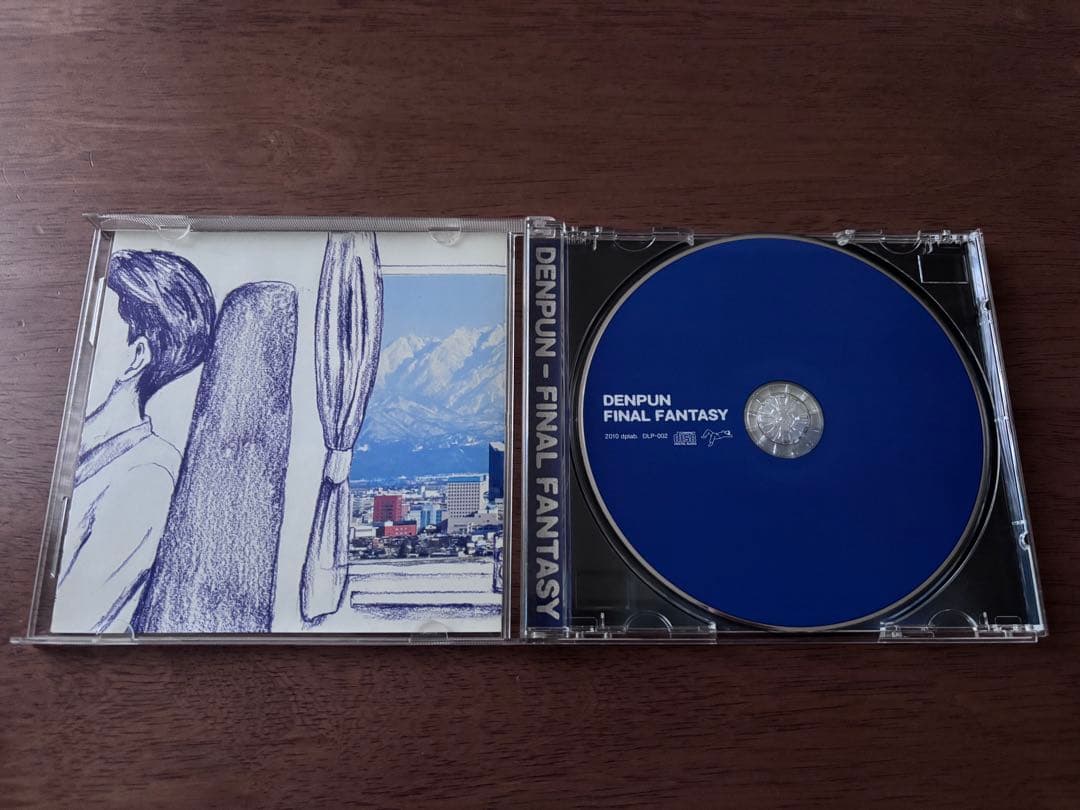 DENPUN – FINAL FANTASY
DENPUN
FINAL FANTASY
2010 dplab. DLP-002